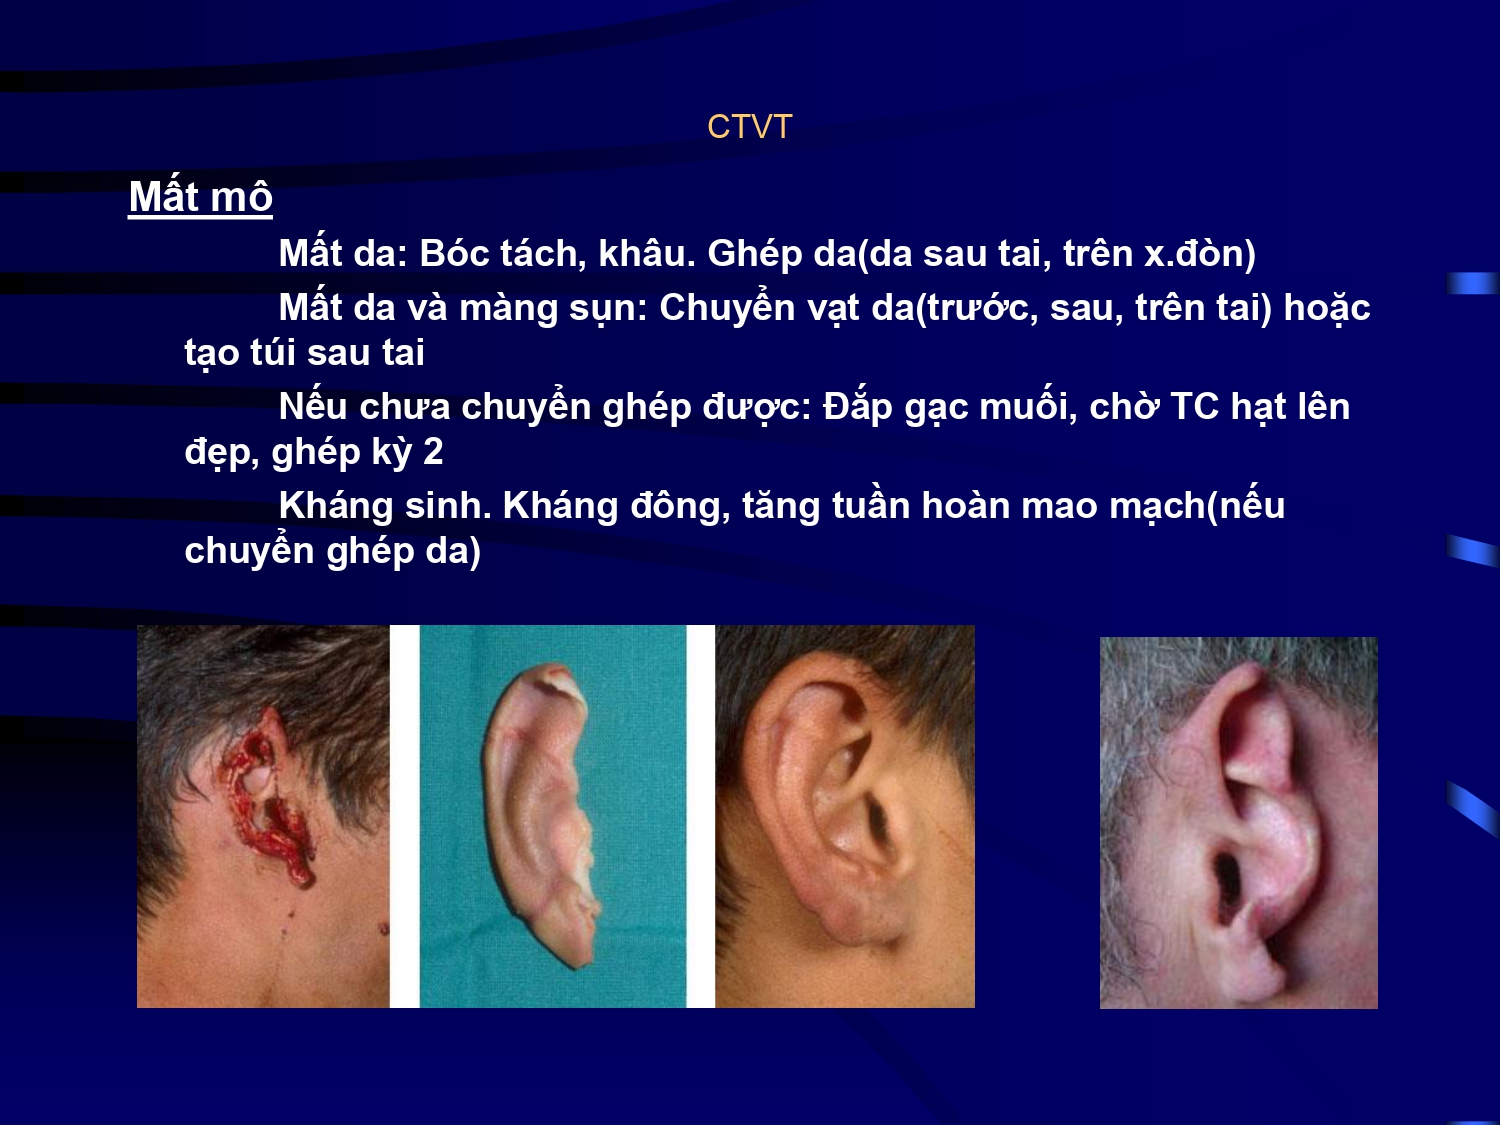 CTVT
Mất mô
Mất da: Bóc tách, khâu. Ghép da(da sau tai, trên x.đòn)
Mất da và màng sụn: Chuyển vạt da(trước, sau, trên tai) hoặc
tạo túi sau tai
Nếu chưa chuyển ghép được: Đắp gạc muối, chờ TC hạt lên
đẹp, ghép kỳ 2
Kháng sinh. Kháng đông, tăng tuần hoàn mao mạch(nếu
chuyển ghép da)